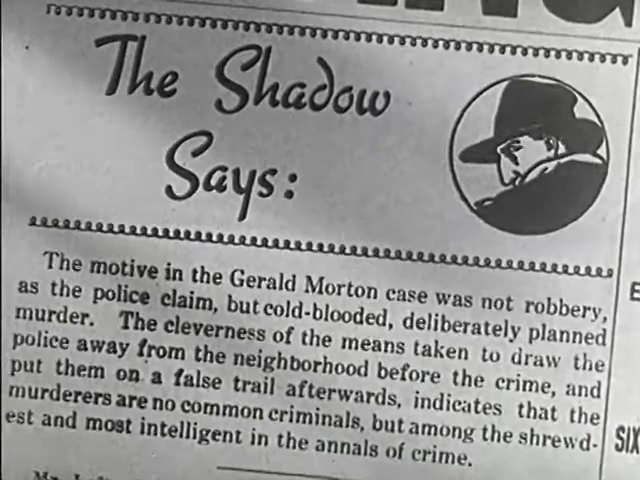 The Shadow
Says:
The motive in the Gerald Morton case was not robbery,
as the police claim, but cold-blooded, deliberately planned
murder. The cleverness of the means taken to draw the
police away from the neighborhood before the crime, and
put them on a false trail afterwards, indicates that the
murderers are no common criminals, but among the shrewd-
est and most intelligent in the annals of crime.
SIX